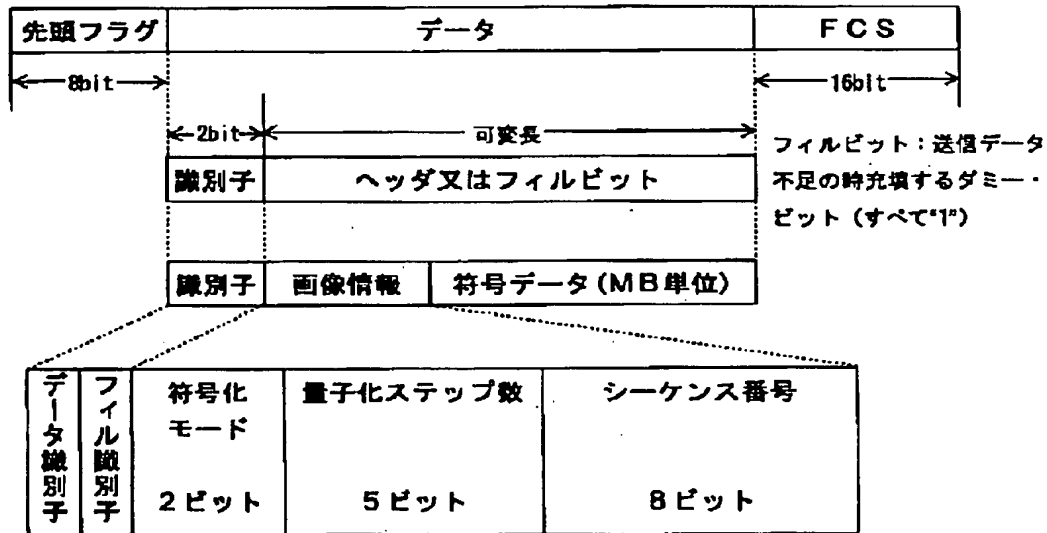 先頭フラグ データ FCS
8bit 16bit
2bit 可変長
識別子 ヘッダ又はフィルビット
フィルビット：送信データ
不足の時充填するダミー・
ビット（すべて“1”）
識別子 画像情報 符号データ（MB単位）
データ識別子
フィル識別子
符号化
モード
2ビット
量子化ステップ数
5ビット
シーケンス番号
8ビット